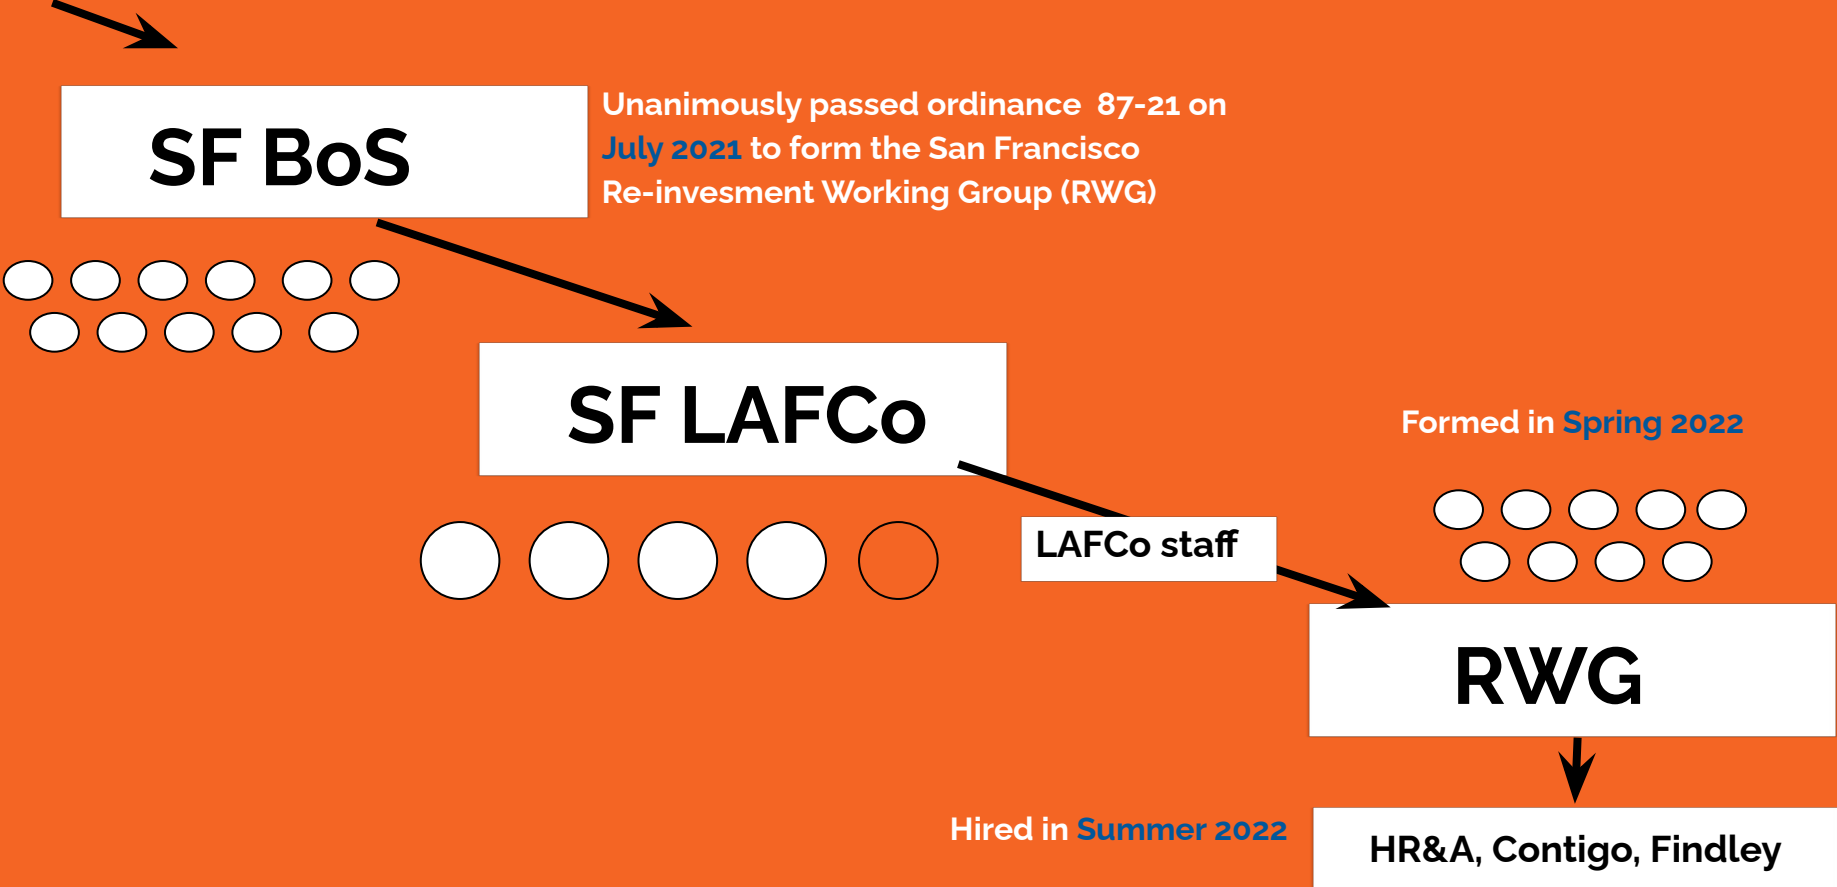 SF BoS
Unanimously passed ordinance 87-21 on
July 2021 to form the San Francisco
Re-invesment Working Group (RWG)
SF LAFCo
Formed in Spring 2022
LAFCo staff
RWG
Hired in Summer 2022
HR&A, Contigo, Findley